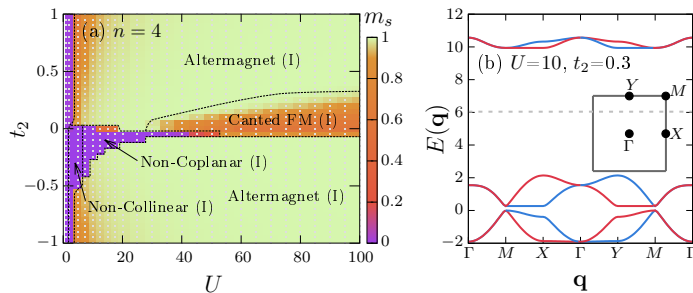 (a) n = 4
m_s
1
0.5
0
−0.5
−1
t_2
0
20
40
60
80
100
U
Altermagnet (I)
Canted FM (I)
Non-Coplanar (I)
Altermagnet (I)
Non-Collinear (I)
1
0.8
0.6
0.4
0.2
0
12
10
8
6
4
2
0
−2
E(q)
(b) U=10, t_2=0.3
Y
M
Γ
X
Γ
M
X
Γ
Y
M
Γ
q